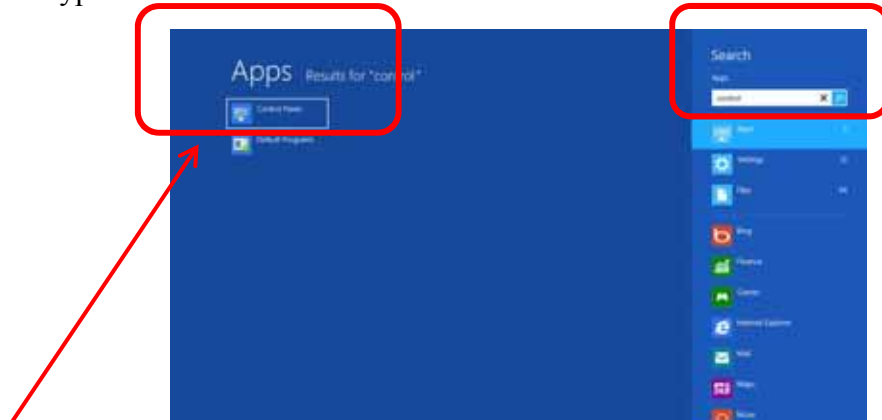 yp
Apps Results for "control"
Control Panel
Default Programs
Search
Apps
control
Apps
Settings
Files
Bing
Finance
Games
Internet Explorer
Mail
Maps